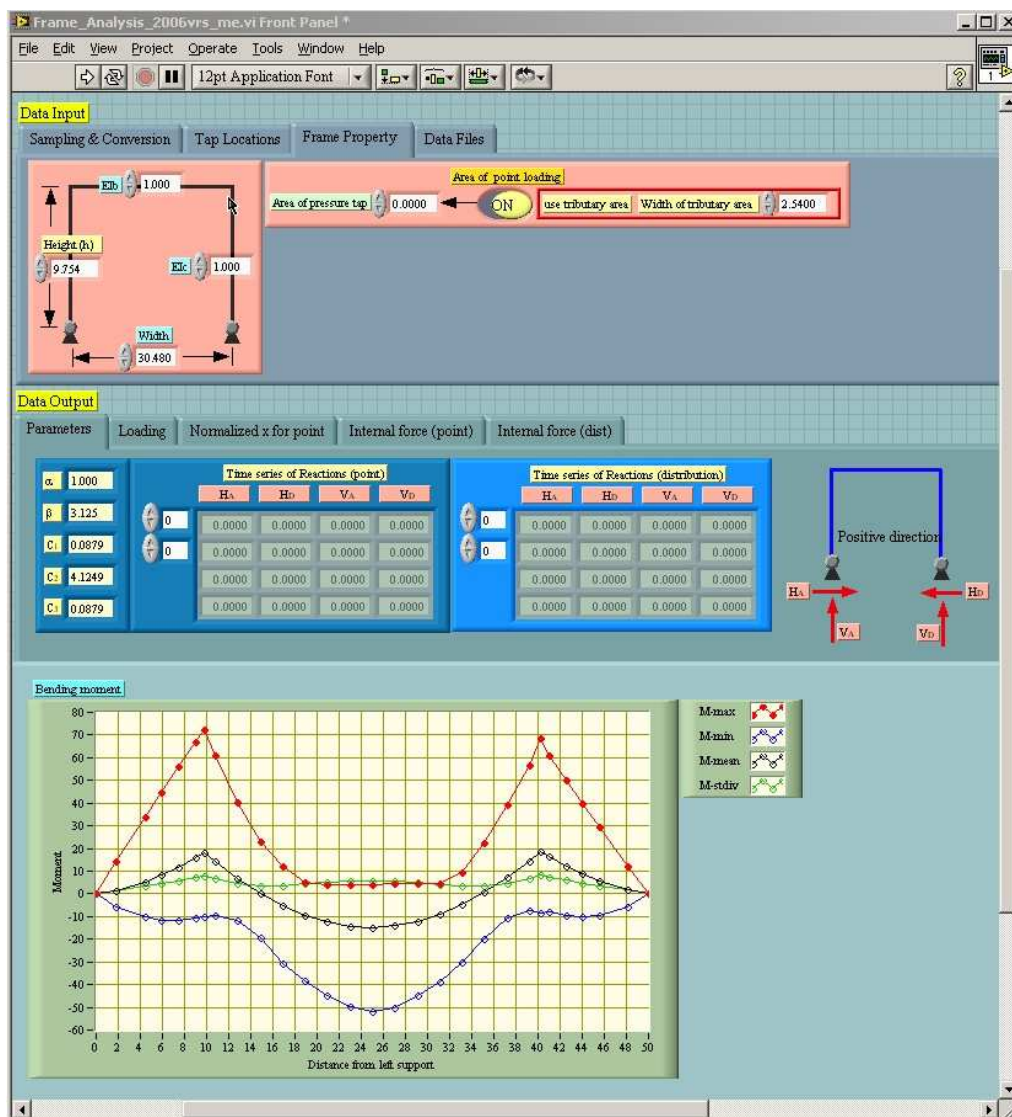 Frame_Analysis_2006vrs_me.vi Front Panel *
File Edit View Project Operate Tools Window Help
12pt Application Font
?
1
Data Input
Sampling & Conversion Tap Locations Frame Property Data Files
EIb 1.000
Height (h)
9.754
EIc 1.000
Width
30.480
Area of point loading
Area of pressure tap 0.0000 ON use tributary area Width of tributary area 2.5400
Data Output
Parameters Loading Normalized x for point Internal force (point) Internal force (dist)
α 1.000
β 3.125
C1 0.0879
C2 4.1249
C3 0.0879
Time series of Reactions (point)
HA HD VA VD
0 0.0000 0.0000 0.0000 0.0000
0 0.0000 0.0000 0.0000 0.0000
0.0000 0.0000 0.0000 0.0000
0.0000 0.0000 0.0000 0.0000
Time series of Reactions (distribution)
HA HD VA VD
0 0.0000 0.0000 0.0000 0.0000
0 0.0000 0.0000 0.0000 0.0000
0.0000 0.0000 0.0000 0.0000
0.0000 0.0000 0.0000 0.0000
Positive direction
HA HD
VA VD
Bending moment
80
70
60
50
40
30
20
10
0
-10
-20
-30
-40
-50
-60
Moment
0 2 4 6 8 10 12 14 16 18 20 22 24 26 28 30 32 34 36 38 40 42 44 46 48 50
Distance from left support
M-max
M-min
M-mean
M-stdiv